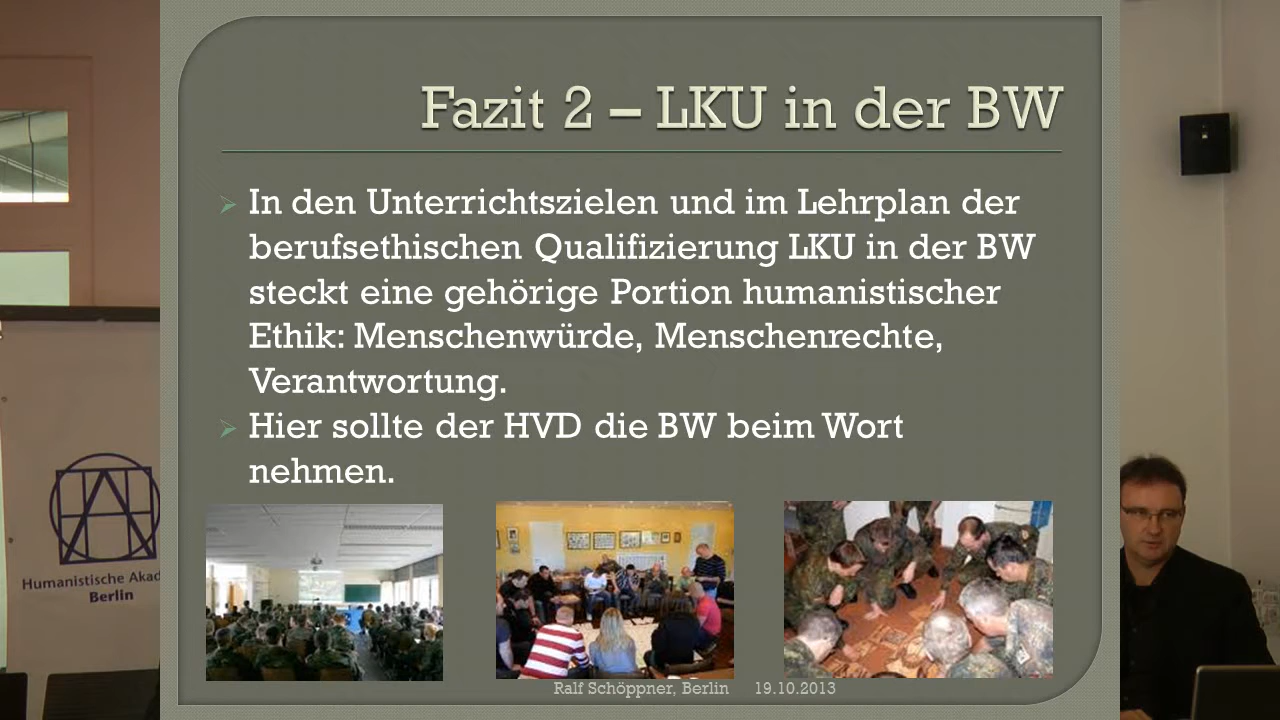 Fazit 2 – LKU in der BW
In den Unterrichtszielen und im Lehrplan der
berufsethischen Qualifizierung LKU in der BW
steckt eine gehörige Portion humanistischer
Ethik: Menschenwürde, Menschenrechte,
Verantwortung.
Hier sollte der HVD die BW beim Wort
nehmen.
Ralf Schöppner, Berlin 19.10.2013
Humanistische Akad
Berlin